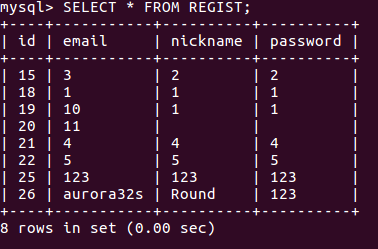 mysql> SELECT * FROM REGIST;
+----+-----------+----------+----------+
| id | email     | nickname | password |
+----+-----------+----------+----------+
| 15 | 3         | 2        | 2        |
| 18 | 1         | 1        | 1        |
| 19 | 10        | 1        | 1        |
| 20 | 11        |          |          |
| 21 | 4         | 4        | 4        |
| 22 | 5         | 5        | 5        |
| 25 | 123       | 123      | 123      |
| 26 | aurora32s | Round    | 123      |
+----+-----------+----------+----------+
8 rows in set (0.00 sec)